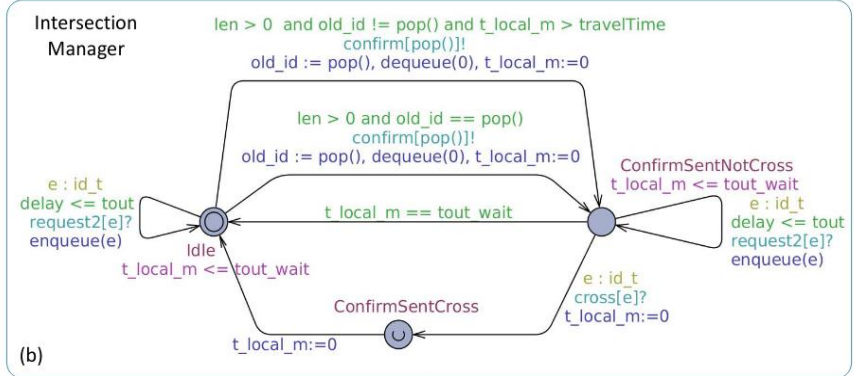 Intersection
Manager
len > 0  and old_id != pop() and t_local_m > travelTime
confirm[pop()]!
old_id := pop(), dequeue(0), t_local_m:=0
len > 0 and old_id == pop()
confirm[pop()]!
old_id := pop(), dequeue(0), t_local_m:=0
e : id_t
delay <= tout
request2[e]?
enqueue(e)
t_local_m == tout_wait
ConfirmSentNotCross
t_local_m <= tout_wait
e : id_t
delay <= tout
request2[e]?
enqueue(e)
Idle
t_local_m <= tout_wait
ConfirmSentCross
e : id_t
cross[e]?
t_local_m:=0
t_local_m:=0
(b)